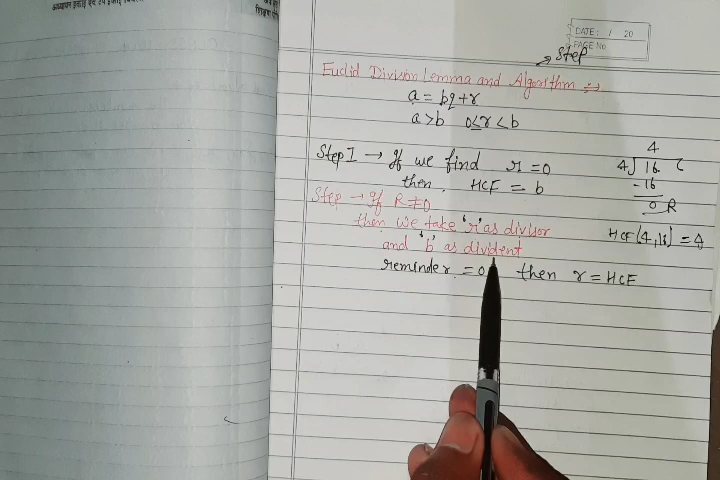 DATE: / 20
PAGE No
→ Step
Euclid Division Lemma and Algorithm :→
a = bq + r
a > b 0 ≤ r < b
Step I → If we find r = 0
then. HCF = b
Step → If R ≠ 0
then we take 'r' as divisor
and 'b' as divident
reminder = 0 then r = HCF
4
4 ) 16 (
- 16
0 R
HCF (4,16) = 4